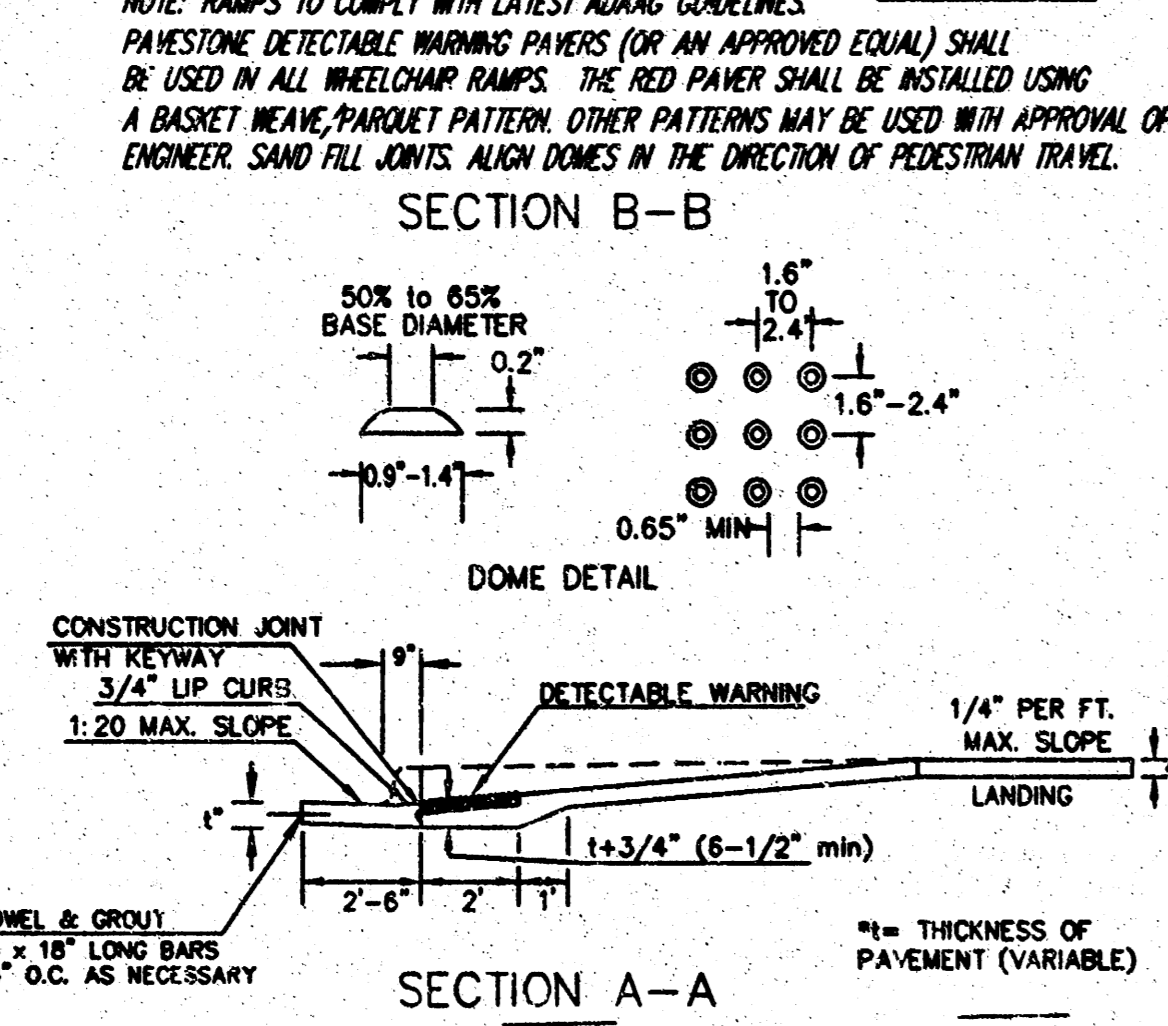 NOTE: RAMPS TO COMPLY WITH LATEST ADAAG GUIDELINES.
PAVESTONE DETECTABLE WARNING PAVERS (OR AN APPROVED EQUAL) SHALL
BE USED IN ALL WHEELCHAIR RAMPS. THE RED PAVER SHALL BE INSTALLED USING
A BASKET WEAVE/PARQUET PATTERN. OTHER PATTERNS MAY BE USED WITH APPROVAL OF
ENGINEER. SAND FILL JOINTS. ALIGN DOMES IN THE DIRECTION OF PEDESTRIAN TRAVEL.
SECTION B-B
50% to 65%
BASE DIAMETER
0.2"
0.9"-1.4"
1.6"
TO
2.4"
1.6"-2.4"
0.65" MIN
DOME DETAIL
CONSTRUCTION JOINT
WITH KEYWAY
3/4" LIP CURB
1:20 MAX. SLOPE
9"
DETECTABLE WARNING
1/4" PER FT.
MAX. SLOPE
LANDING
t"
t+3/4" (6-1/2" min)
2'-6"
2'
1'
OWEL & GROUT
x 18" LONG BARS
" O.C. AS NECESSARY
*t= THICKNESS OF
PAVEMENT (VARIABLE)
SECTION A-A